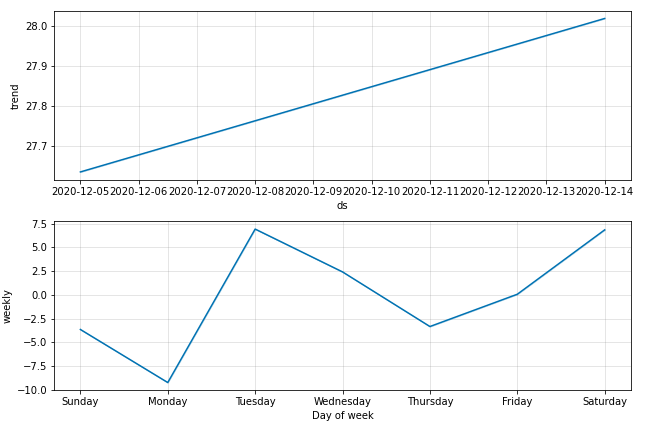 28.0
27.9
27.8
27.7
trend
2020-12-05 2020-12-06 2020-12-07 2020-12-08 2020-12-09 2020-12-10 2020-12-11 2020-12-12 2020-12-13 2020-12-14
ds
7.5
5.0
2.5
0.0
−2.5
−5.0
−7.5
−10.0
weekly
Sunday Monday Tuesday Wednesday Thursday Friday Saturday
Day of week